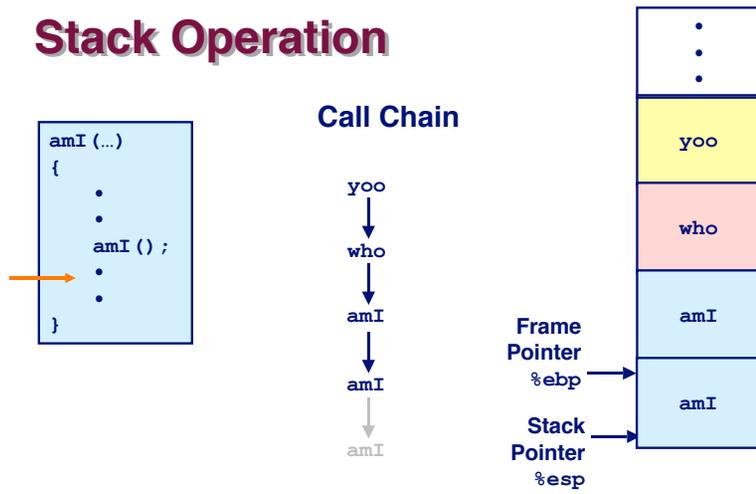 Stack Operation
Call Chain
amI(…)
{
•
•
amI();
•
•
}
yoo
who
amI
amI
amI
Frame
Pointer
%ebp
Stack
Pointer
%esp
•
•
•
yoo
who
amI
amI